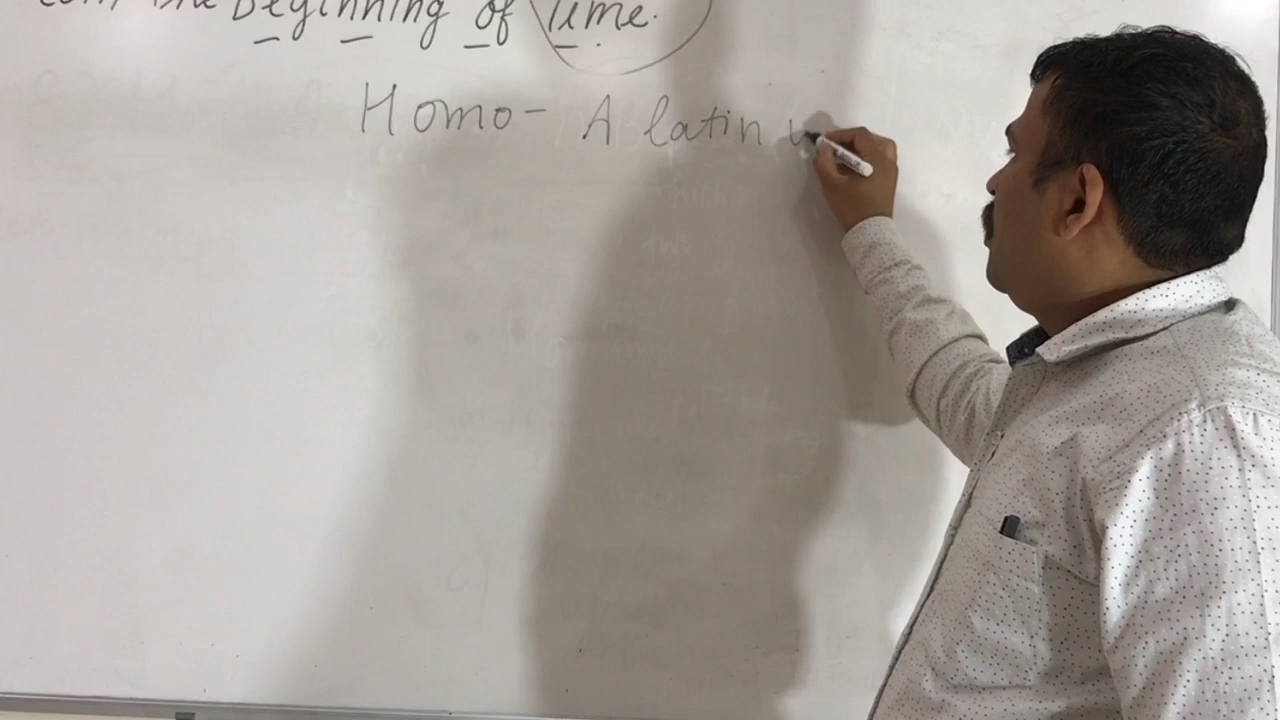 the Beginning of Time.
Homo- A latin w